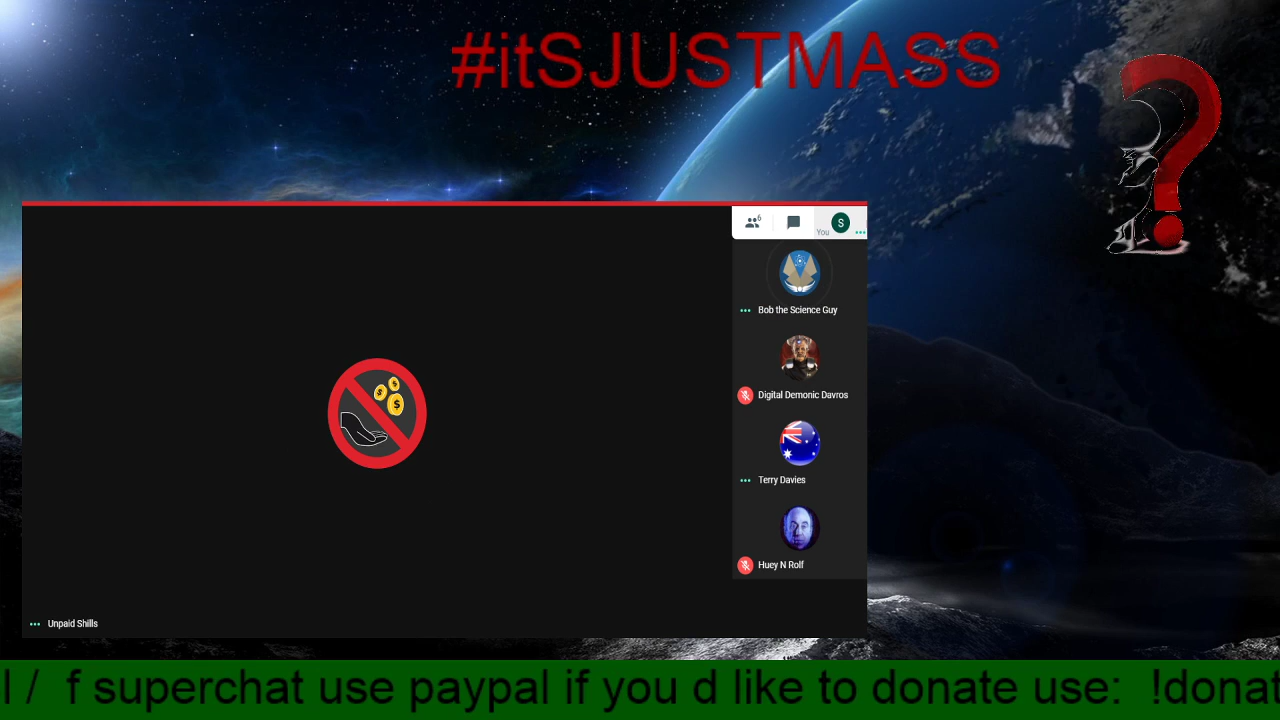 #itSJUSTMASS
6
You
S
Bob the Science Guy
Digital Demonic Davros
Terry Davies
Huey N Rolf
Unpaid Shills
l / f superchat use paypal if you d like to donate use: !donat